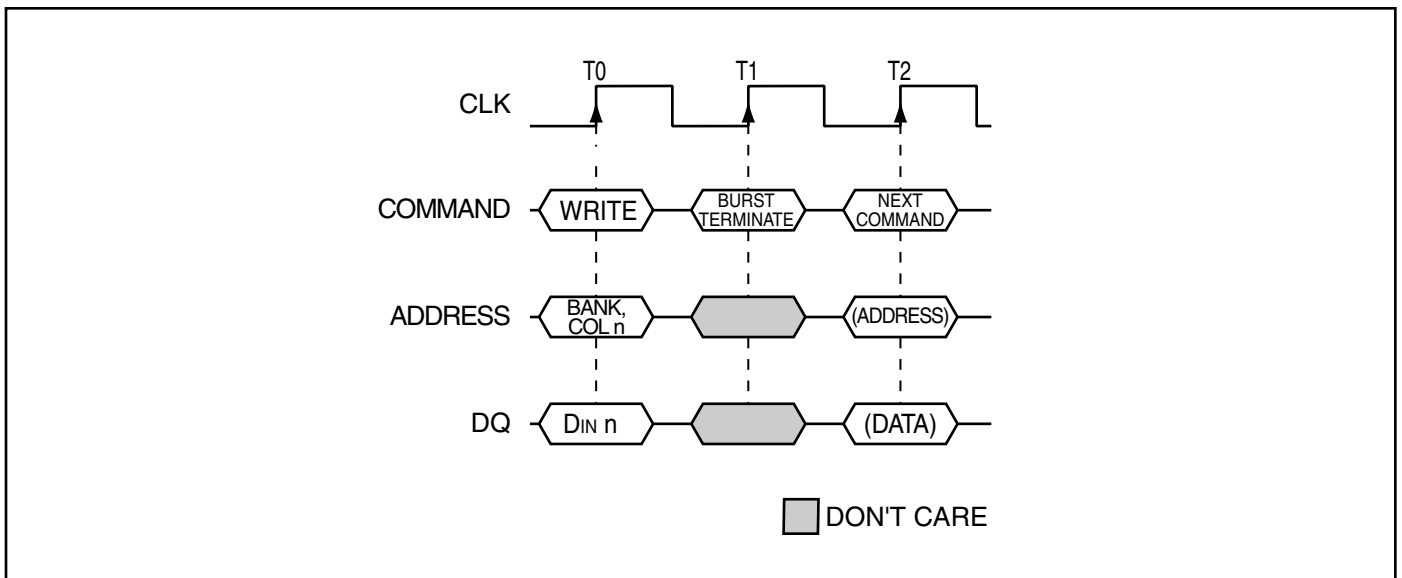 T0 T1 T2
CLK
COMMAND WRITE BURST TERMINATE NEXT COMMAND
ADDRESS BANK, COL n (ADDRESS)
DQ DIN n (DATA)
DON'T CARE